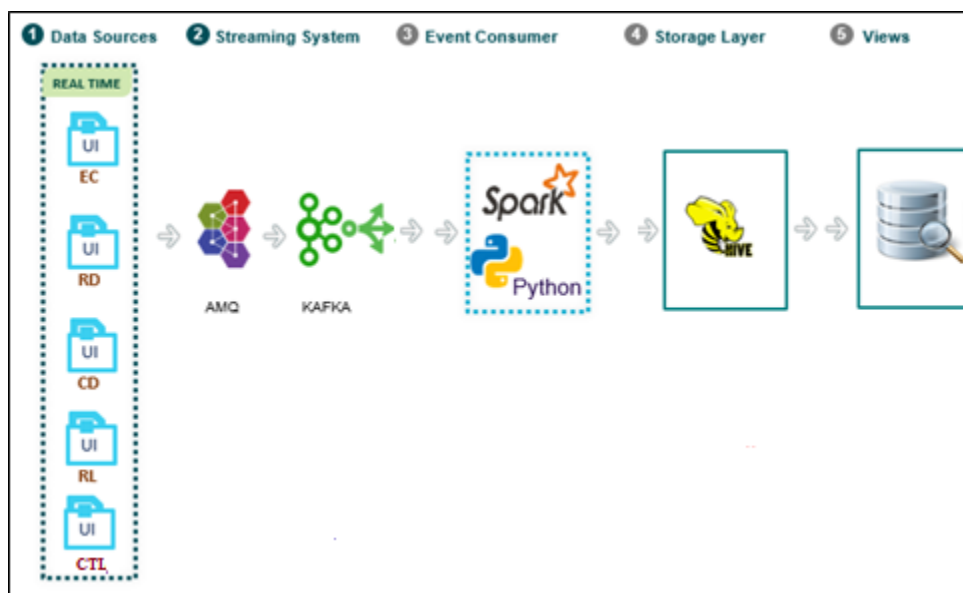 1 Data Sources
2 Streaming System
3 Event Consumer
4 Storage Layer
5 Views
REAL TIME
UI
EC
UI
RD
UI
CD
UI
RL
UI
CTL
AMQ
KAFKA
Spark
Python
HIVE